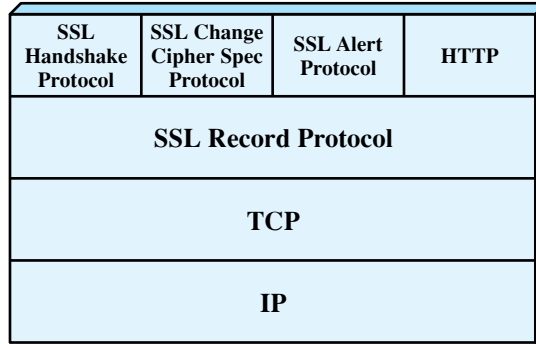 SSL
Handshake
Protocol
SSL Change
Cipher Spec
Protocol
SSL Alert
Protocol
HTTP
SSL Record Protocol
TCP
IP